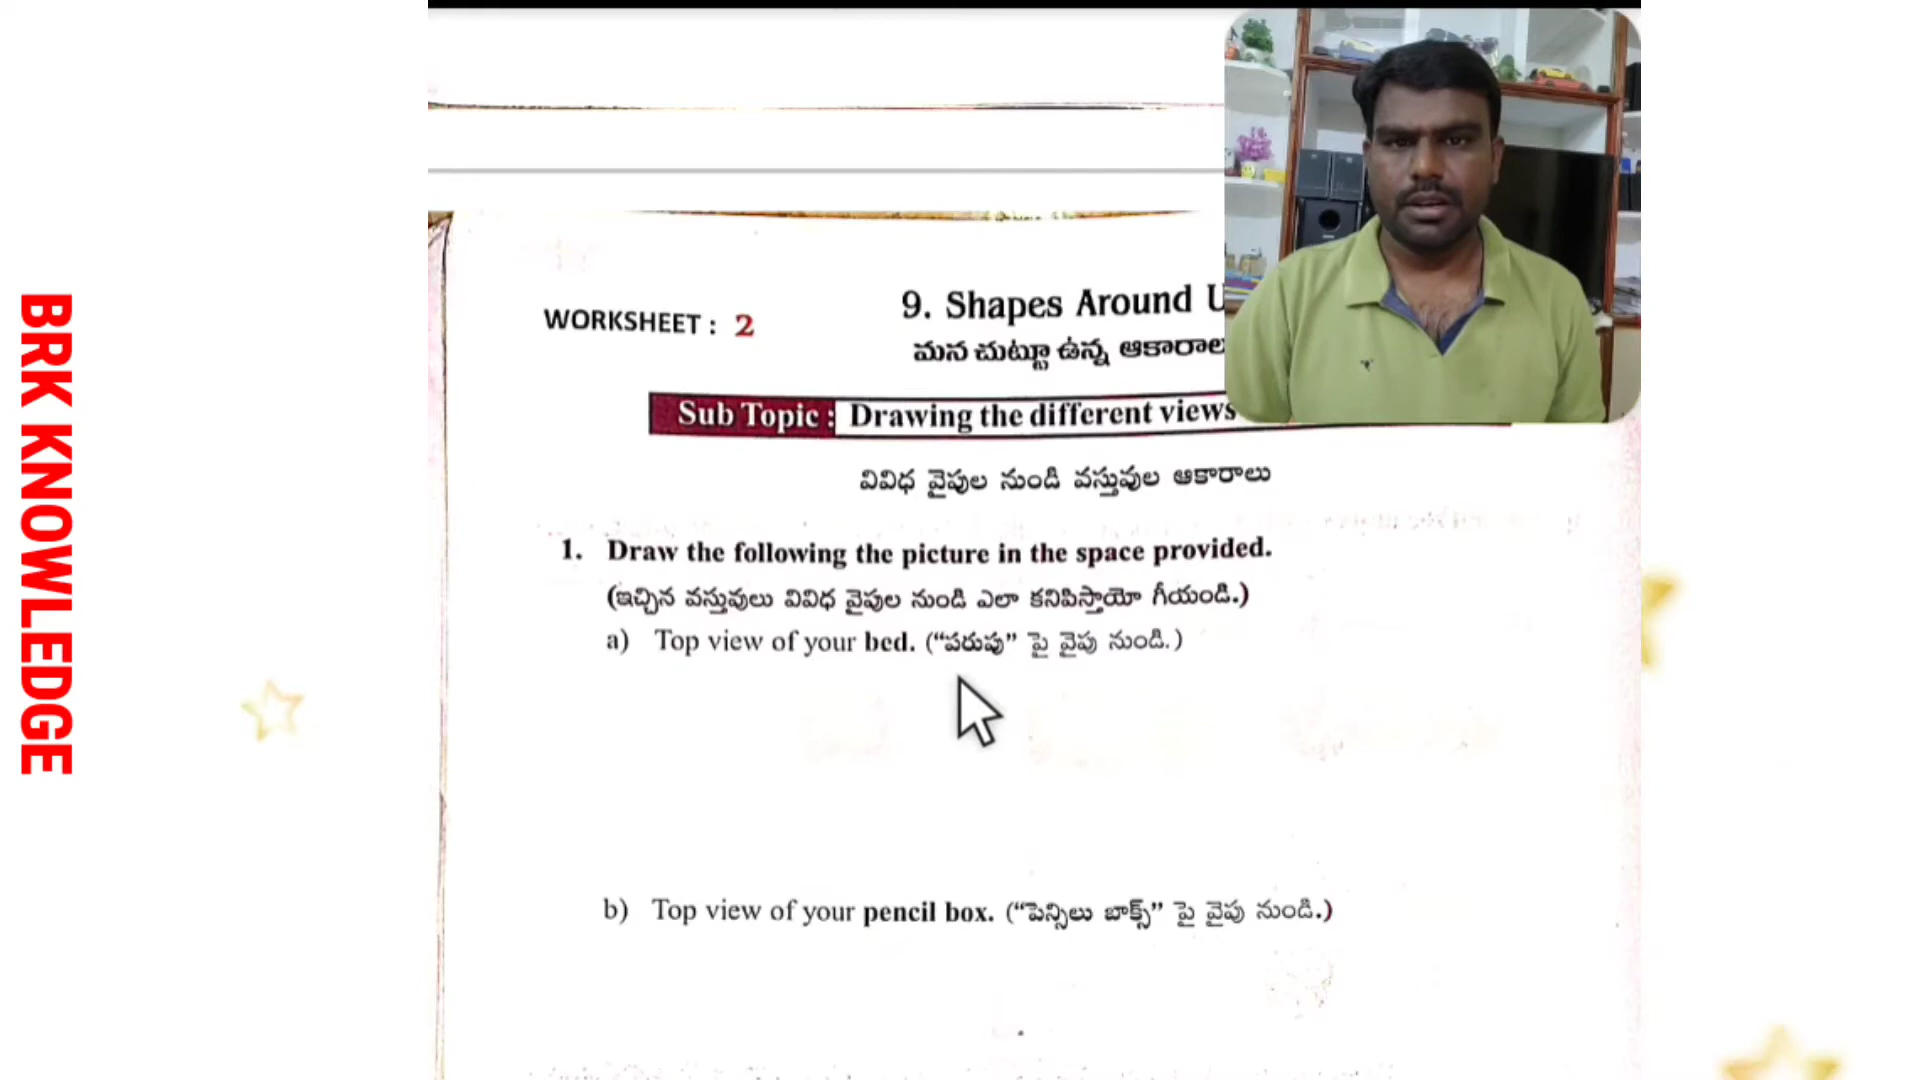 BRK KNOWLEDGE
WORKSHEET : 2
9. Shapes Around U
మన చుట్టూ ఉన్న ఆకారాల
Sub Topic : Drawing the different views
వివిధ వైపుల నుండి వస్తువుల ఆకారాలు
1. Draw the following the picture in the space provided.
(ఇచ్చిన వస్తువులు వివిధ వైపుల నుండి ఎలా కనిపిస్తాయో గీయండి.)
a) Top view of your bed. (“పరుపు” పై వైపు నుండి.)
b) Top view of your pencil box. (“పెన్సిలు బాక్స్” పై వైపు నుండి.)